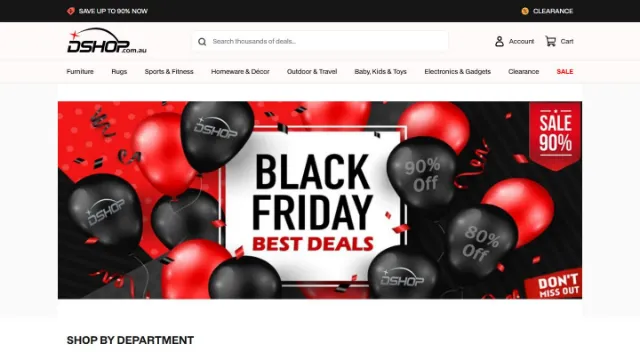 SAVE UP TO 90% NOW
CLEARANCE
DSHOP.com.au
Search thousands of deals..
Account
Cart
Furniture
Rugs
Sports & Fitness
Homeware & Décor
Outdoor & Travel
Baby, Kids & Toys
Electronics & Gadgets
Clearance
SALE
DSHOP
SALE
90%
BLACK
FRIDAY
BEST DEALS
90%
Off
DSHOP
80%
Off
DSHOP
DON'T
MISS OUT
SHOP BY DEPARTMENT